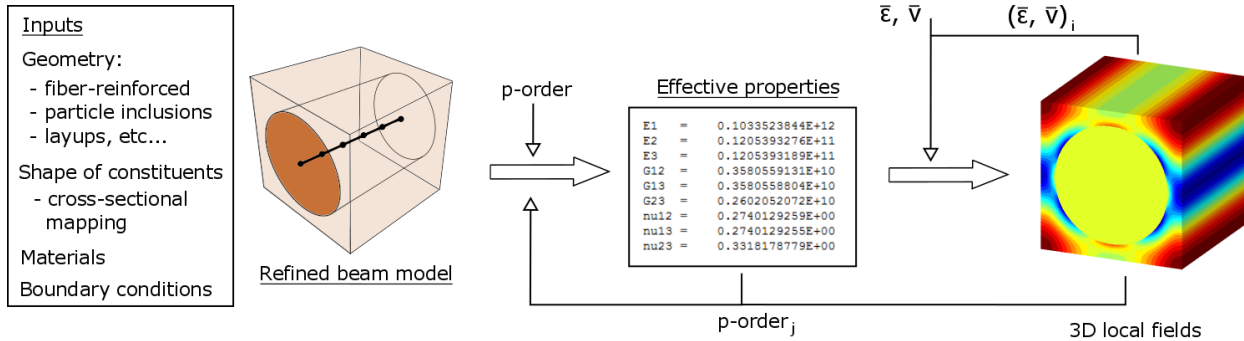 Inputs
Geometry:
- fiber-reinforced
- particle inclusions
- layups, etc...
Shape of constituents
- cross-sectional
mapping
Materials
Boundary conditions
Refined beam model
p-order
Effective properties
E1 = 0.1033523844E+12
E2 = 0.1205393276E+11
E3 = 0.1205393189E+11
G12 = 0.3580559131E+10
G13 = 0.3580558804E+10
G23 = 0.2602052072E+10
nu12 = 0.2740129259E+00
nu13 = 0.2740129255E+00
nu23 = 0.3318178779E+00
p-order j
ε̄, v̄
(ε̄, v̄) i
3D local fields